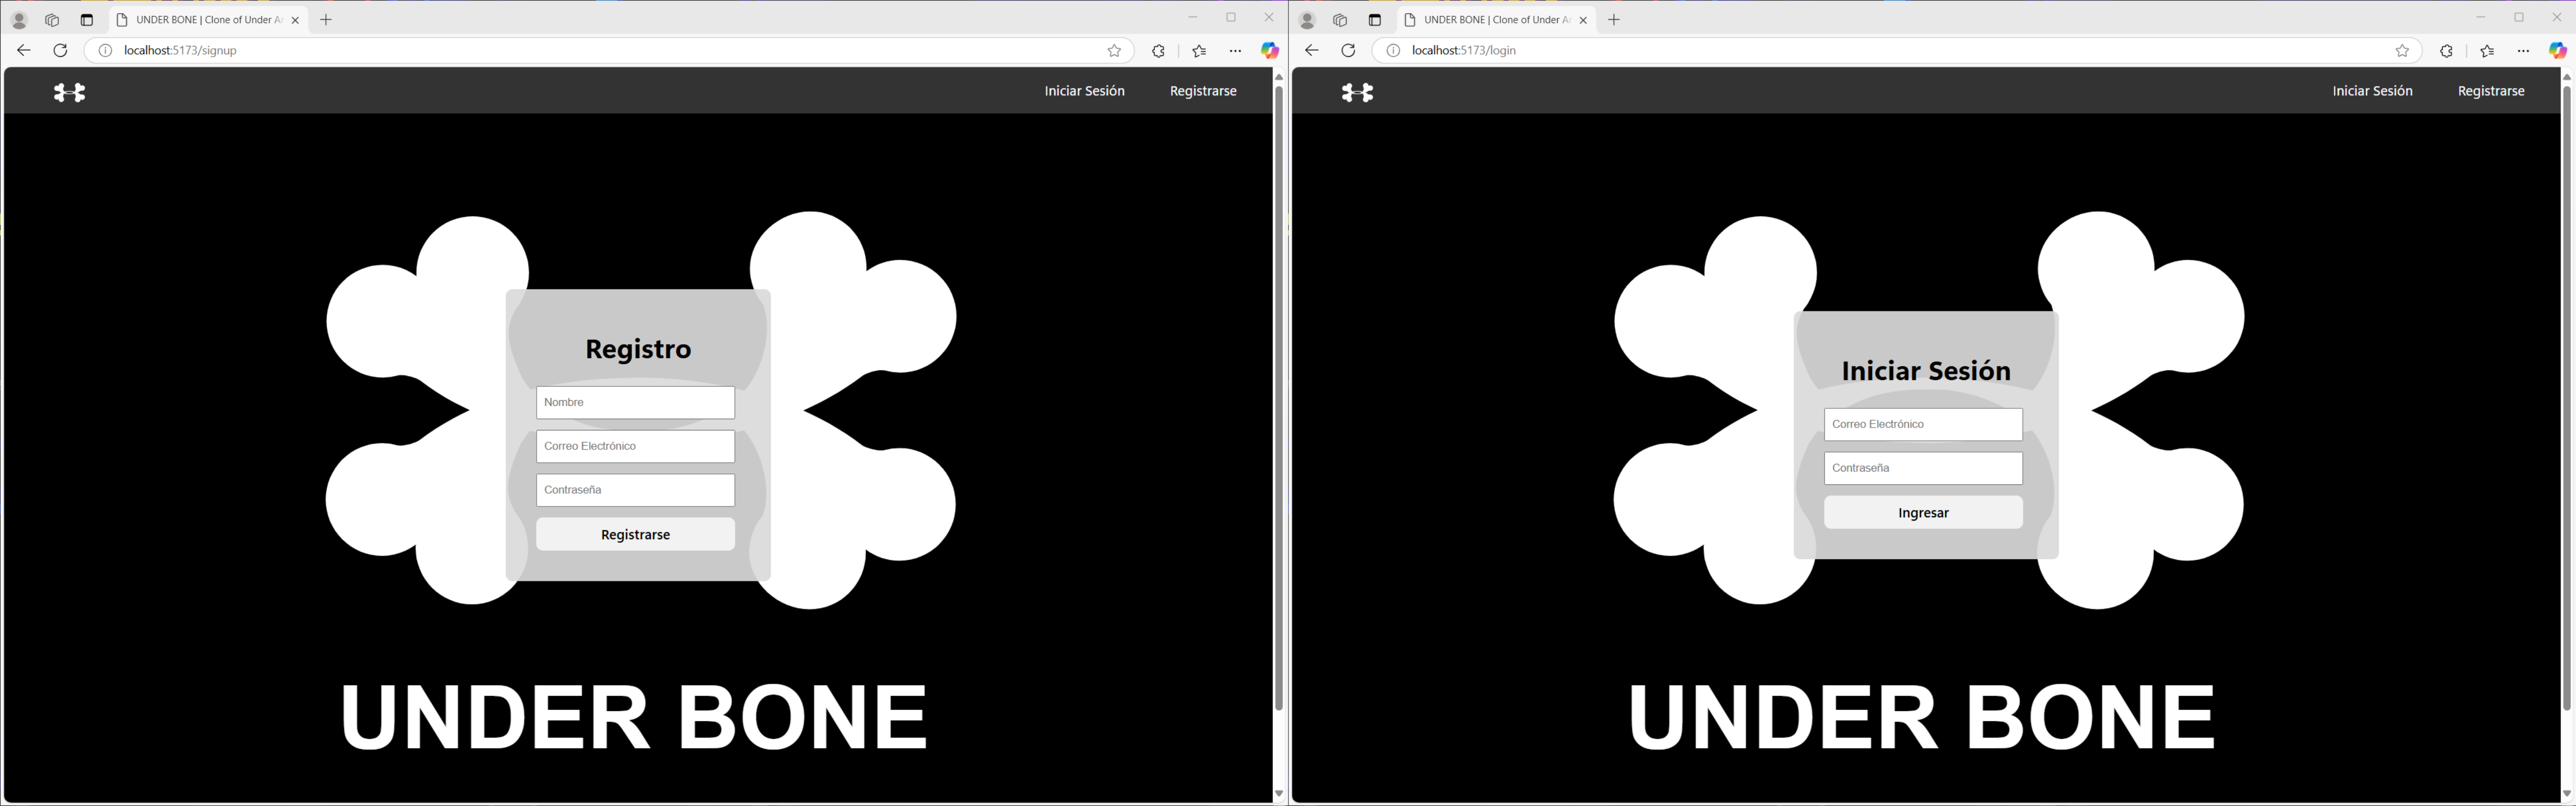 UNDER BONE | Clone of Under Ar
localhost:5173/signup
Iniciar Sesión
Registrarse
Registro
Nombre
Correo Electrónico
Contraseña
Registrarse
UNDER BONE
UNDER BONE | Clone of Under Ar
localhost:5173/login
Iniciar Sesión
Registrarse
Iniciar Sesión
Correo Electrónico
Contraseña
Ingresar
UNDER BONE